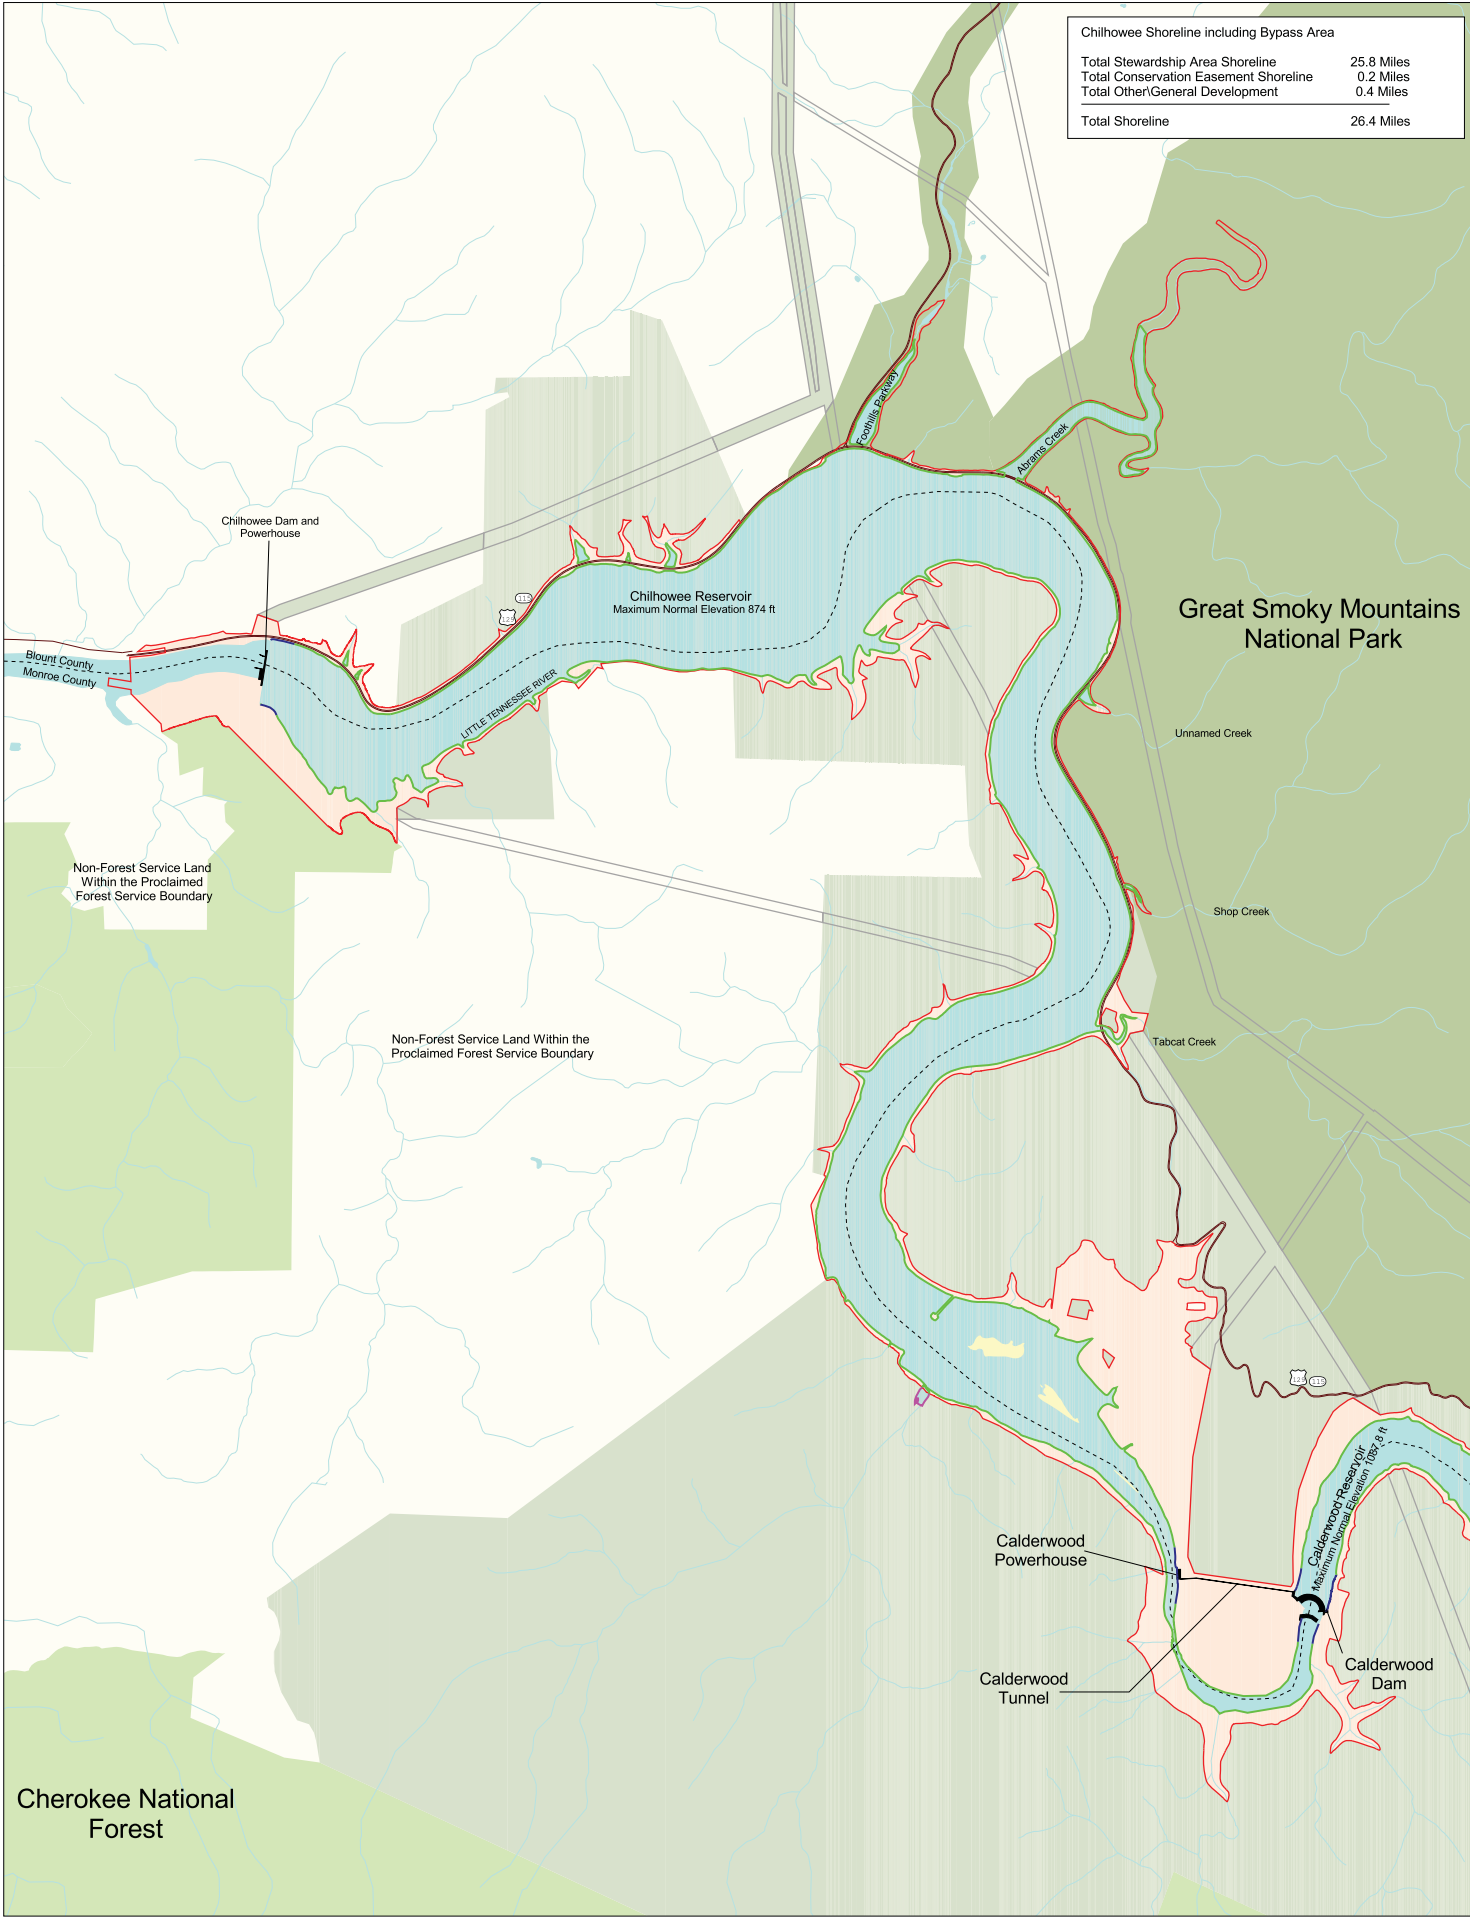 Chilhowee Shoreline including Bypass Area
Total Stewardship Area Shoreline 25.8 Miles
Total Conservation Easement Shoreline 0.2 Miles
Total Other\General Development 0.4 Miles
Total Shoreline 26.4 Miles
Foothills Parkway
Abrams Creek
Chilhowee Dam and
Powerhouse
Chilhowee Reservoir
Maximum Normal Elevation 874 ft
115
129
Great Smoky Mountains
National Park
Blount County
Monroe County
LITTLE TENNESSEE RIVER
Unnamed Creek
Non-Forest Service Land
Within the Proclaimed
Forest Service Boundary
Shop Creek
Non-Forest Service Land Within the
Proclaimed Forest Service Boundary
Tabcat Creek
129
115
Calderwood Reservoir
Maximum Normal Elevation 1087.8 ft
Calderwood
Powerhouse
Calderwood
Tunnel
Calderwood
Dam
Cherokee National
Forest